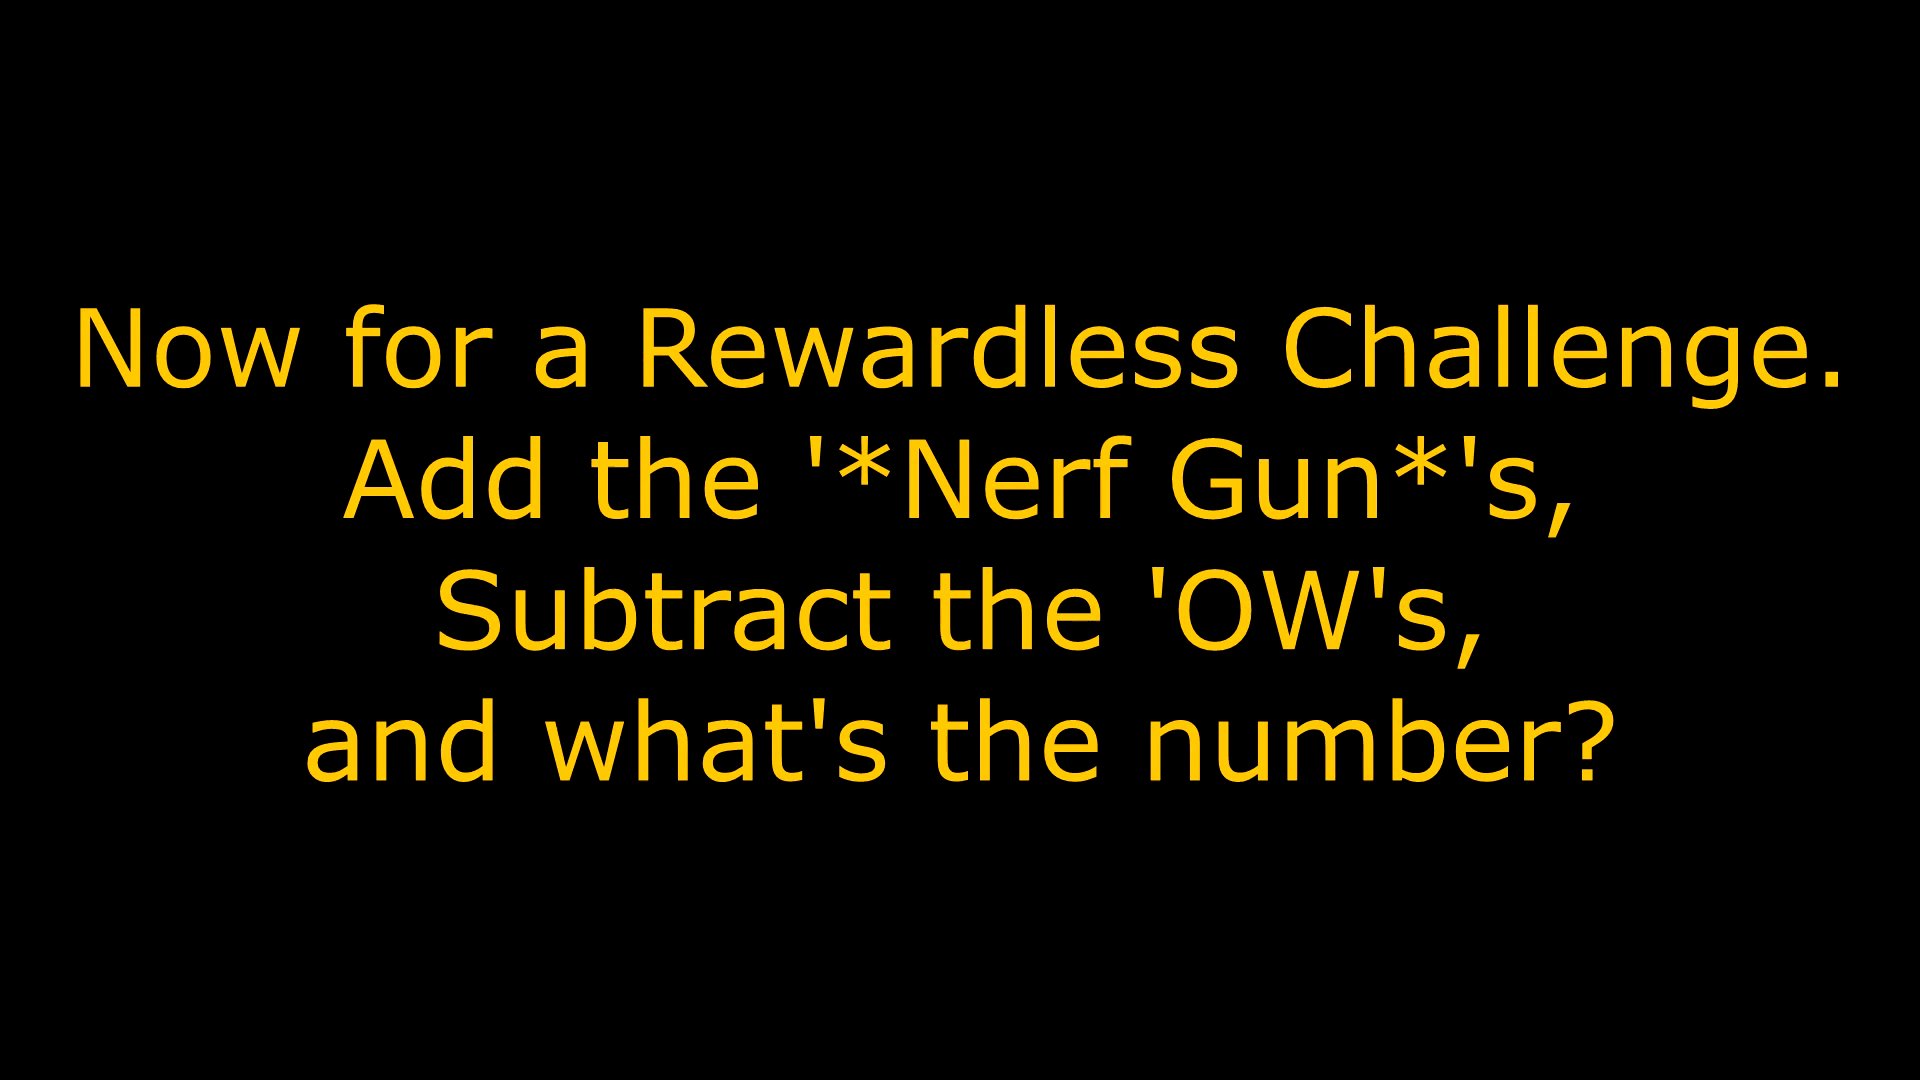 Now for a Rewardless Challenge.
Add the '*Nerf Gun*'s,
Subtract the 'OW's,
and what's the number?